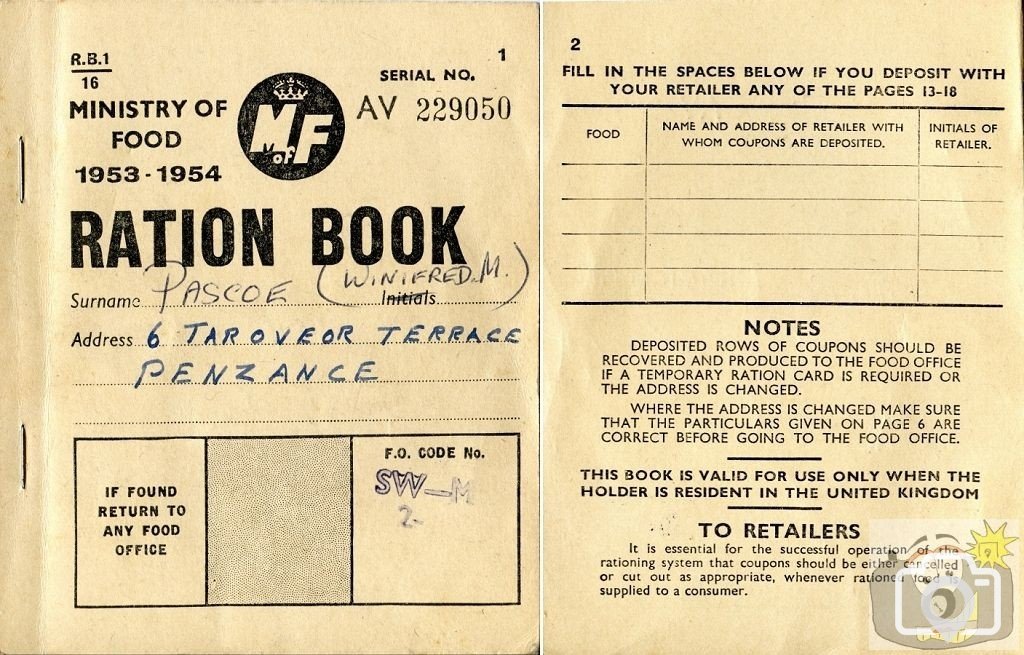 R.B.1
16
1
SERIAL NO.
AV 229050
MINISTRY OF
FOOD
1953-1954
M F
M of
RATION BOOK
Surname PASCOE (WINIFRED.M.)
Initials
Address 6 TAROVEOR TERRACE
PENZANCE
IF FOUND
RETURN TO
ANY FOOD
OFFICE
F.O. CODE No.
SW-M
2-
2
FILL IN THE SPACES BELOW IF YOU DEPOSIT WITH
YOUR RETAILER ANY OF THE PAGES 13-18
FOOD
NAME AND ADDRESS OF RETAILER WITH
WHOM COUPONS ARE DEPOSITED.
INITIALS OF
RETAILER.
NOTES
DEPOSITED ROWS OF COUPONS SHOULD BE
RECOVERED AND PRODUCED TO THE FOOD OFFICE
IF A TEMPORARY RATION CARD IS REQUIRED OR
THE ADDRESS IS CHANGED.
WHERE THE ADDRESS IS CHANGED MAKE SURE
THAT THE PARTICULARS GIVEN ON PAGE 6 ARE
CORRECT BEFORE GOING TO THE FOOD OFFICE.
THIS BOOK IS VALID FOR USE ONLY WHEN THE
HOLDER IS RESIDENT IN THE UNITED KINGDOM
TO RETAILERS
It is essential for the successful operation of the
rationing system that coupons should be either cancelled
or cut out as appropriate, whenever rationed food is
supplied to a consumer.